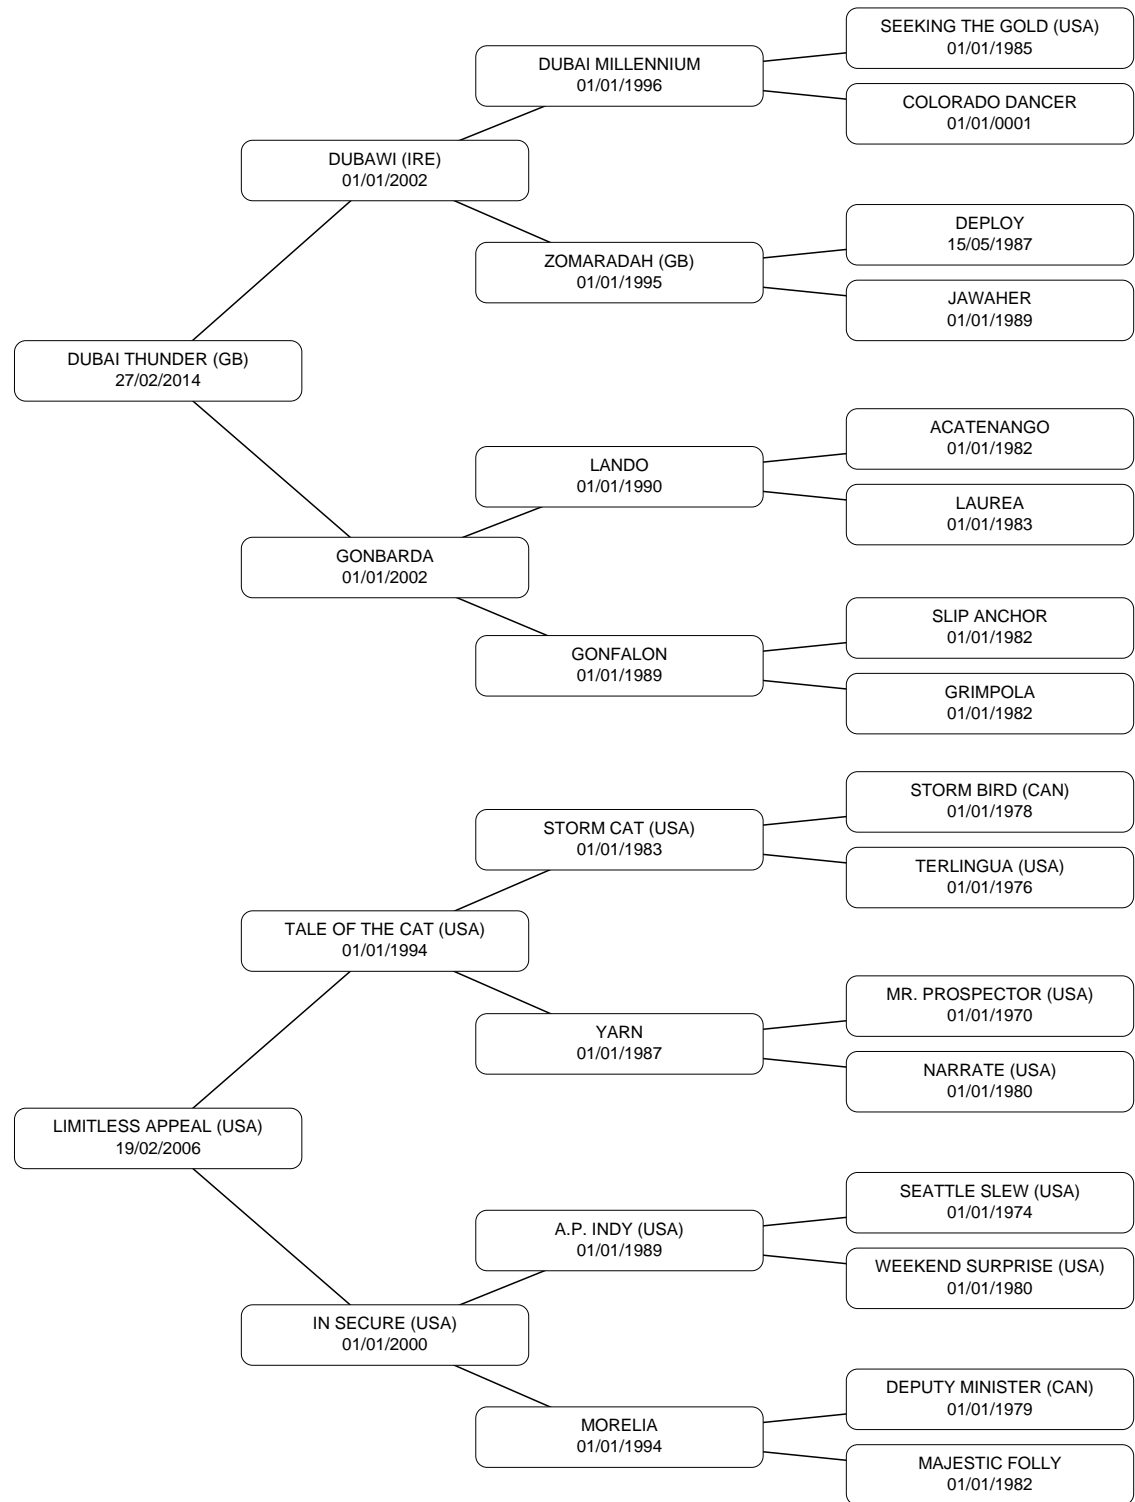 SEEKING THE GOLD (USA)
01/01/1985
DUBAI MILLENNIUM
01/01/1996
COLORADO DANCER
01/01/0001
DUBAWI (IRE)
01/01/2002
DEPLOY
15/05/1987
ZOMARADAH (GB)
01/01/1995
JAWAHER
01/01/1989
DUBAI THUNDER (GB)
27/02/2014
ACATENANGO
01/01/1982
LANDO
01/01/1990
LAUREA
01/01/1983
GONBARDA
01/01/2002
SLIP ANCHOR
01/01/1982
GONFALON
01/01/1989
GRIMPOLA
01/01/1982
STORM BIRD (CAN)
01/01/1978
STORM CAT (USA)
01/01/1983
TERLINGUA (USA)
01/01/1976
TALE OF THE CAT (USA)
01/01/1994
MR. PROSPECTOR (USA)
01/01/1970
YARN
01/01/1987
NARRATE (USA)
01/01/1980
LIMITLESS APPEAL (USA)
19/02/2006
SEATTLE SLEW (USA)
01/01/1974
A.P. INDY (USA)
01/01/1989
WEEKEND SURPRISE (USA)
01/01/1980
IN SECURE (USA)
01/01/2000
DEPUTY MINISTER (CAN)
01/01/1979
MORELIA
01/01/1994
MAJESTIC FOLLY
01/01/1982